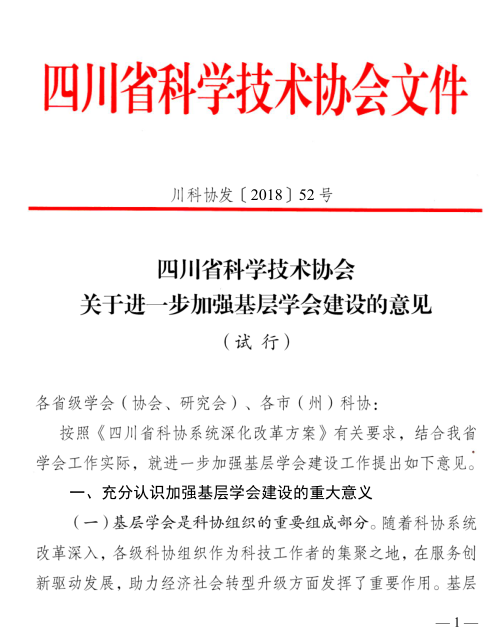 四川省科学技术协会文件
川科协发〔2018〕52号
四川省科学技术协会
关于进一步加强基层学会建设的意见
（试 行）
各省级学会（协会、研究会）、各市（州）科协：
按照《四川省科协系统深化改革方案》有关要求，结合我省
学会工作实际，就进一步加强基层学会建设工作提出如下意见。
一、充分认识加强基层学会建设的重大意义
（一）基层学会是科协组织的重要组成部分。随着科协系统
改革深入，各级科协组织作为科技工作者的集聚之地，在服务创
新驱动发展，助力经济社会转型升级方面发挥了重要作用。基层
— 1 —